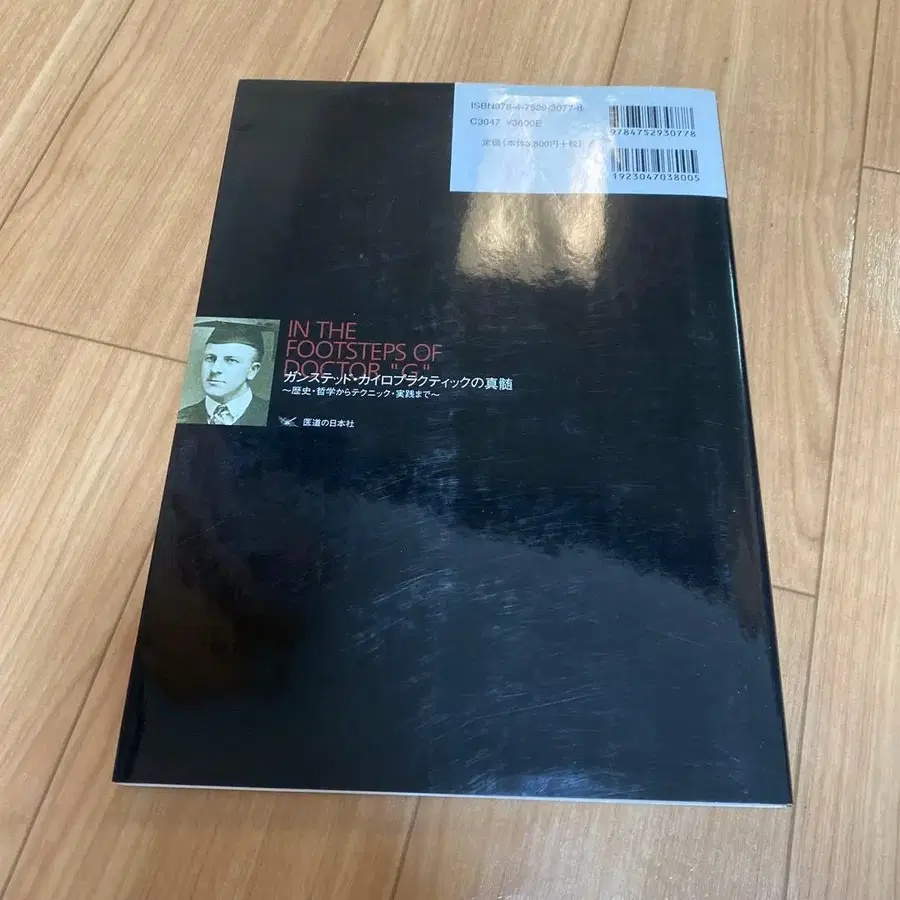 ISBN978-4-7529-3077-8
C3047 ¥3800E
定価(本体3,800円+税)
9784752930778
1923047038005
IN THE
FOOTSTEPS OF
DOCTOR "G"
ガンステッド・カイロプラクティックの真髄
~歴史・哲学からテクニック・実践まで~
医道の日本社